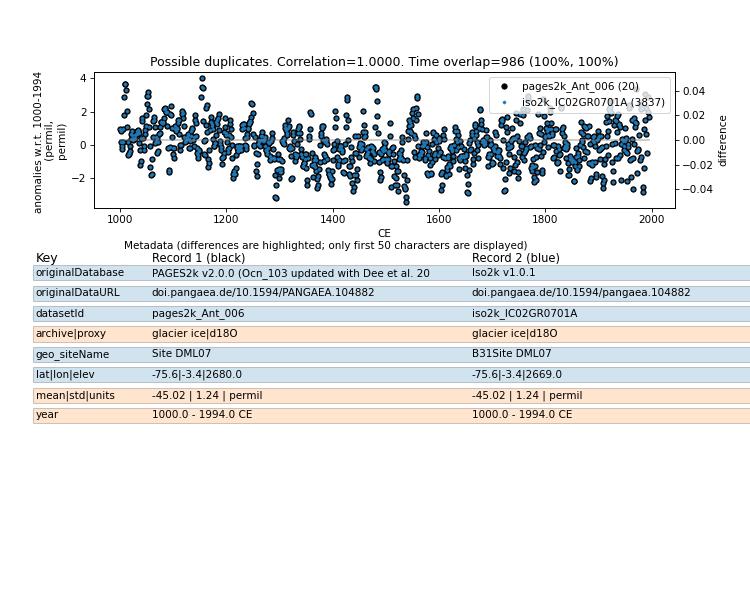 Possible duplicates. Correlation=1.0000. Time overlap=986 (100%, 100%)
anomalies w.r.t. 1000-1994
(permil,
permil)
4
2
0
−2
pages2k_Ant_006 (20)
iso2k_IC02GR0701A (3837)
0.04
0.02
0.00
−0.02
−0.04
difference
1000 1200 1400 1600 1800 2000
CE
Metadata (differences are highlighted; only first 50 characters are displayed)
Key Record 1 (black) Record 2 (blue)
originalDatabase PAGES2k v2.0.0 (Ocn_103 updated with Dee et al. 20 Iso2k v1.0.1
originalDataURL doi.pangaea.de/10.1594/PANGAEA.104882 doi.pangaea.de/10.1594/pangaea.104882
datasetId pages2k_Ant_006 iso2k_IC02GR0701A
archive|proxy glacier ice|d18O glacier ice|d18O
geo_siteName Site DML07 B31Site DML07
lat|lon|elev -75.6|-3.4|2680.0 -75.6|-3.4|2669.0
mean|std|units -45.02 | 1.24 | permil -45.02 | 1.24 | permil
year 1000.0 - 1994.0 CE 1000.0 - 1994.0 CE